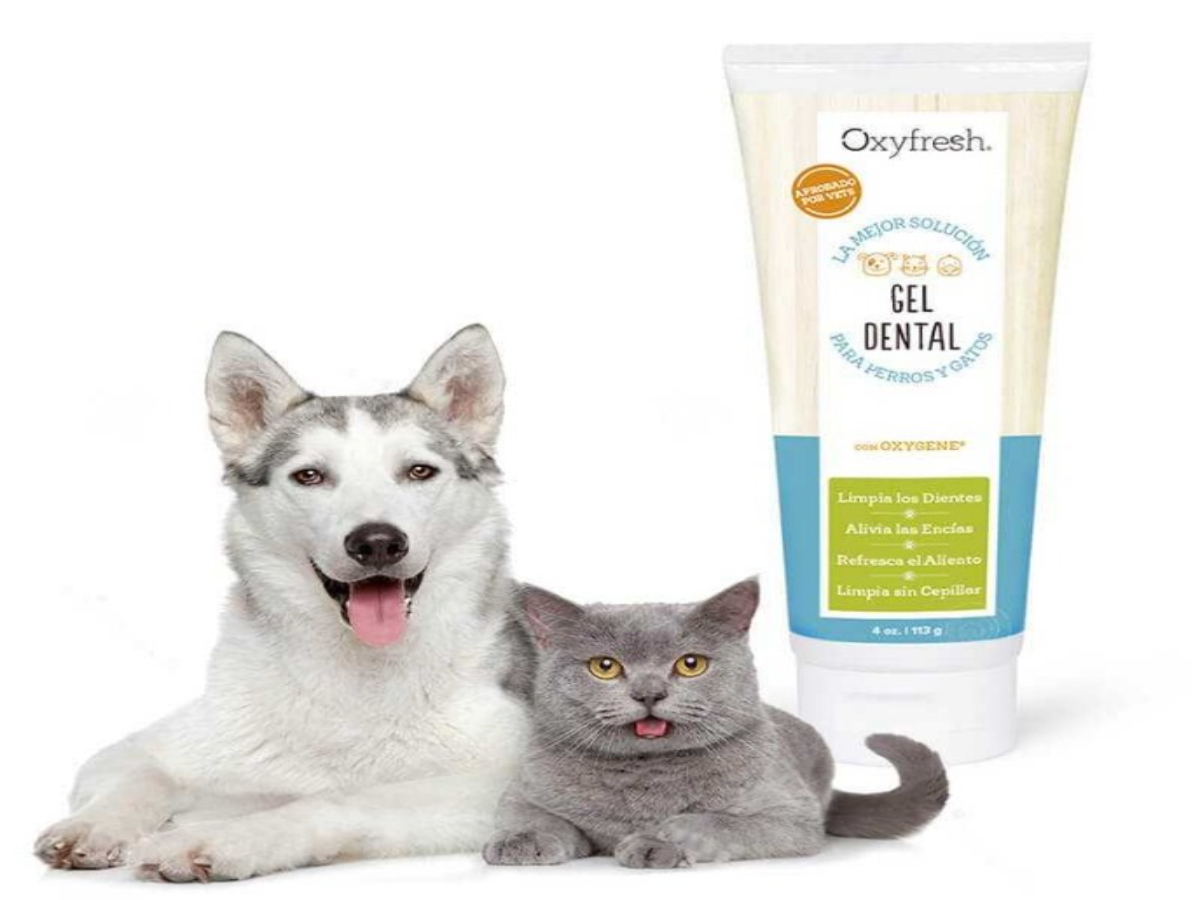 Oxyfresh.
APROBADO
POR VETS
LA MEJOR SOLUCIÓN
GEL
DENTAL
PARA PERROS Y GATOS
CON OXYGENE®
Limpia los Dientes
Alivia las Encías
Refresca el Aliento
Limpia sin Cepillar
4 oz. | 113 g